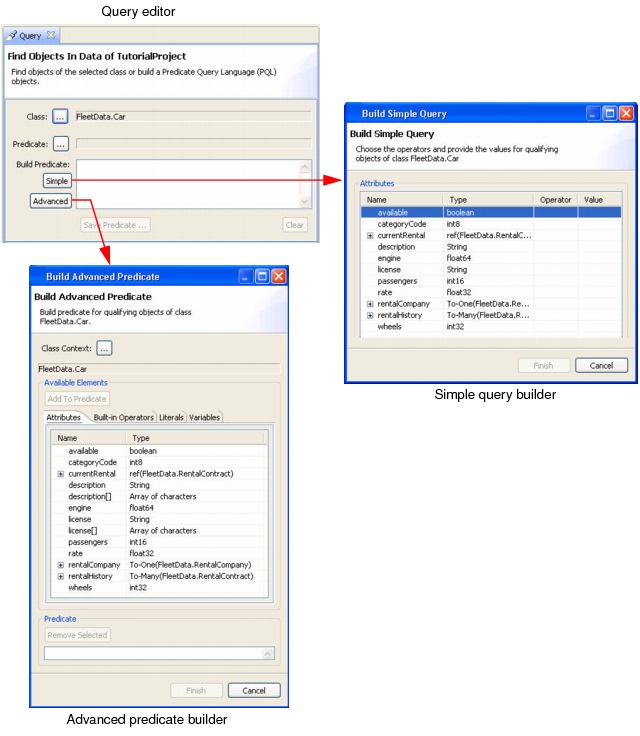 Query editor
Query
Find Objects In Data of TutorialProject
Find objects of the selected class or build a Predicate Query Language (PQL)
objects.
Class: ... FleetData.Car
Predicate: ...
Build Predicate:
Simple
Advanced
Save Predicate ... Clear
Build Simple Query
Build Simple Query
Choose the operators and provide the values for qualifying
objects of class FleetData.Car
Attributes
Name Type Operator Value
available boolean
categoryCode int8
currentRental ref(FleetData.RentalC...
description String
engine float64
license String
passengers int16
rate float32
rentalCompany To-One(FleetData.Re...
rentalHistory To-Many(FleetData.R...
wheels int32
Finish Cancel
Simple query builder
Build Advanced Predicate
Build Advanced Predicate
Build predicate for qualifying objects of class
FleetData.Car.
Class Context: ...
FleetData.Car
Available Elements
Add To Predicate
Attributes Built-in Operators Literals Variables
Name Type
available boolean
categoryCode int8
currentRental ref(FleetData.RentalContract)
description String
description[] Array of characters
engine float64
license String
license[] Array of characters
passengers int16
rate float32
rentalCompany To-One(FleetData.RentalCompany)
rentalHistory To-Many(FleetData.RentalContract)
wheels int32
Predicate
Remove Selected
Finish Cancel
Advanced predicate builder